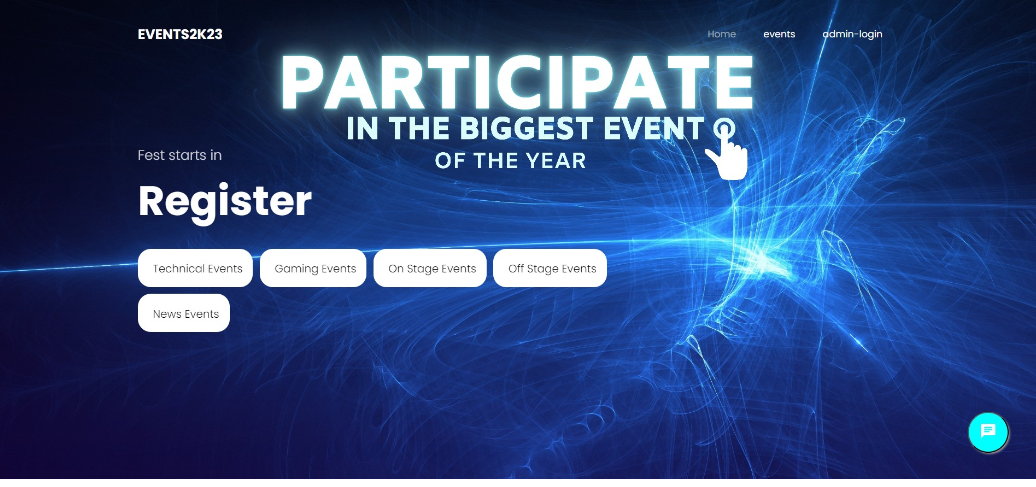 EVENTS2K23 Home events admin-login
PARTICIPATE
IN THE BIGGEST EVENT
OF THE YEAR
Fest starts in
Register
Technical Events Gaming Events On Stage Events Off Stage Events
News Events